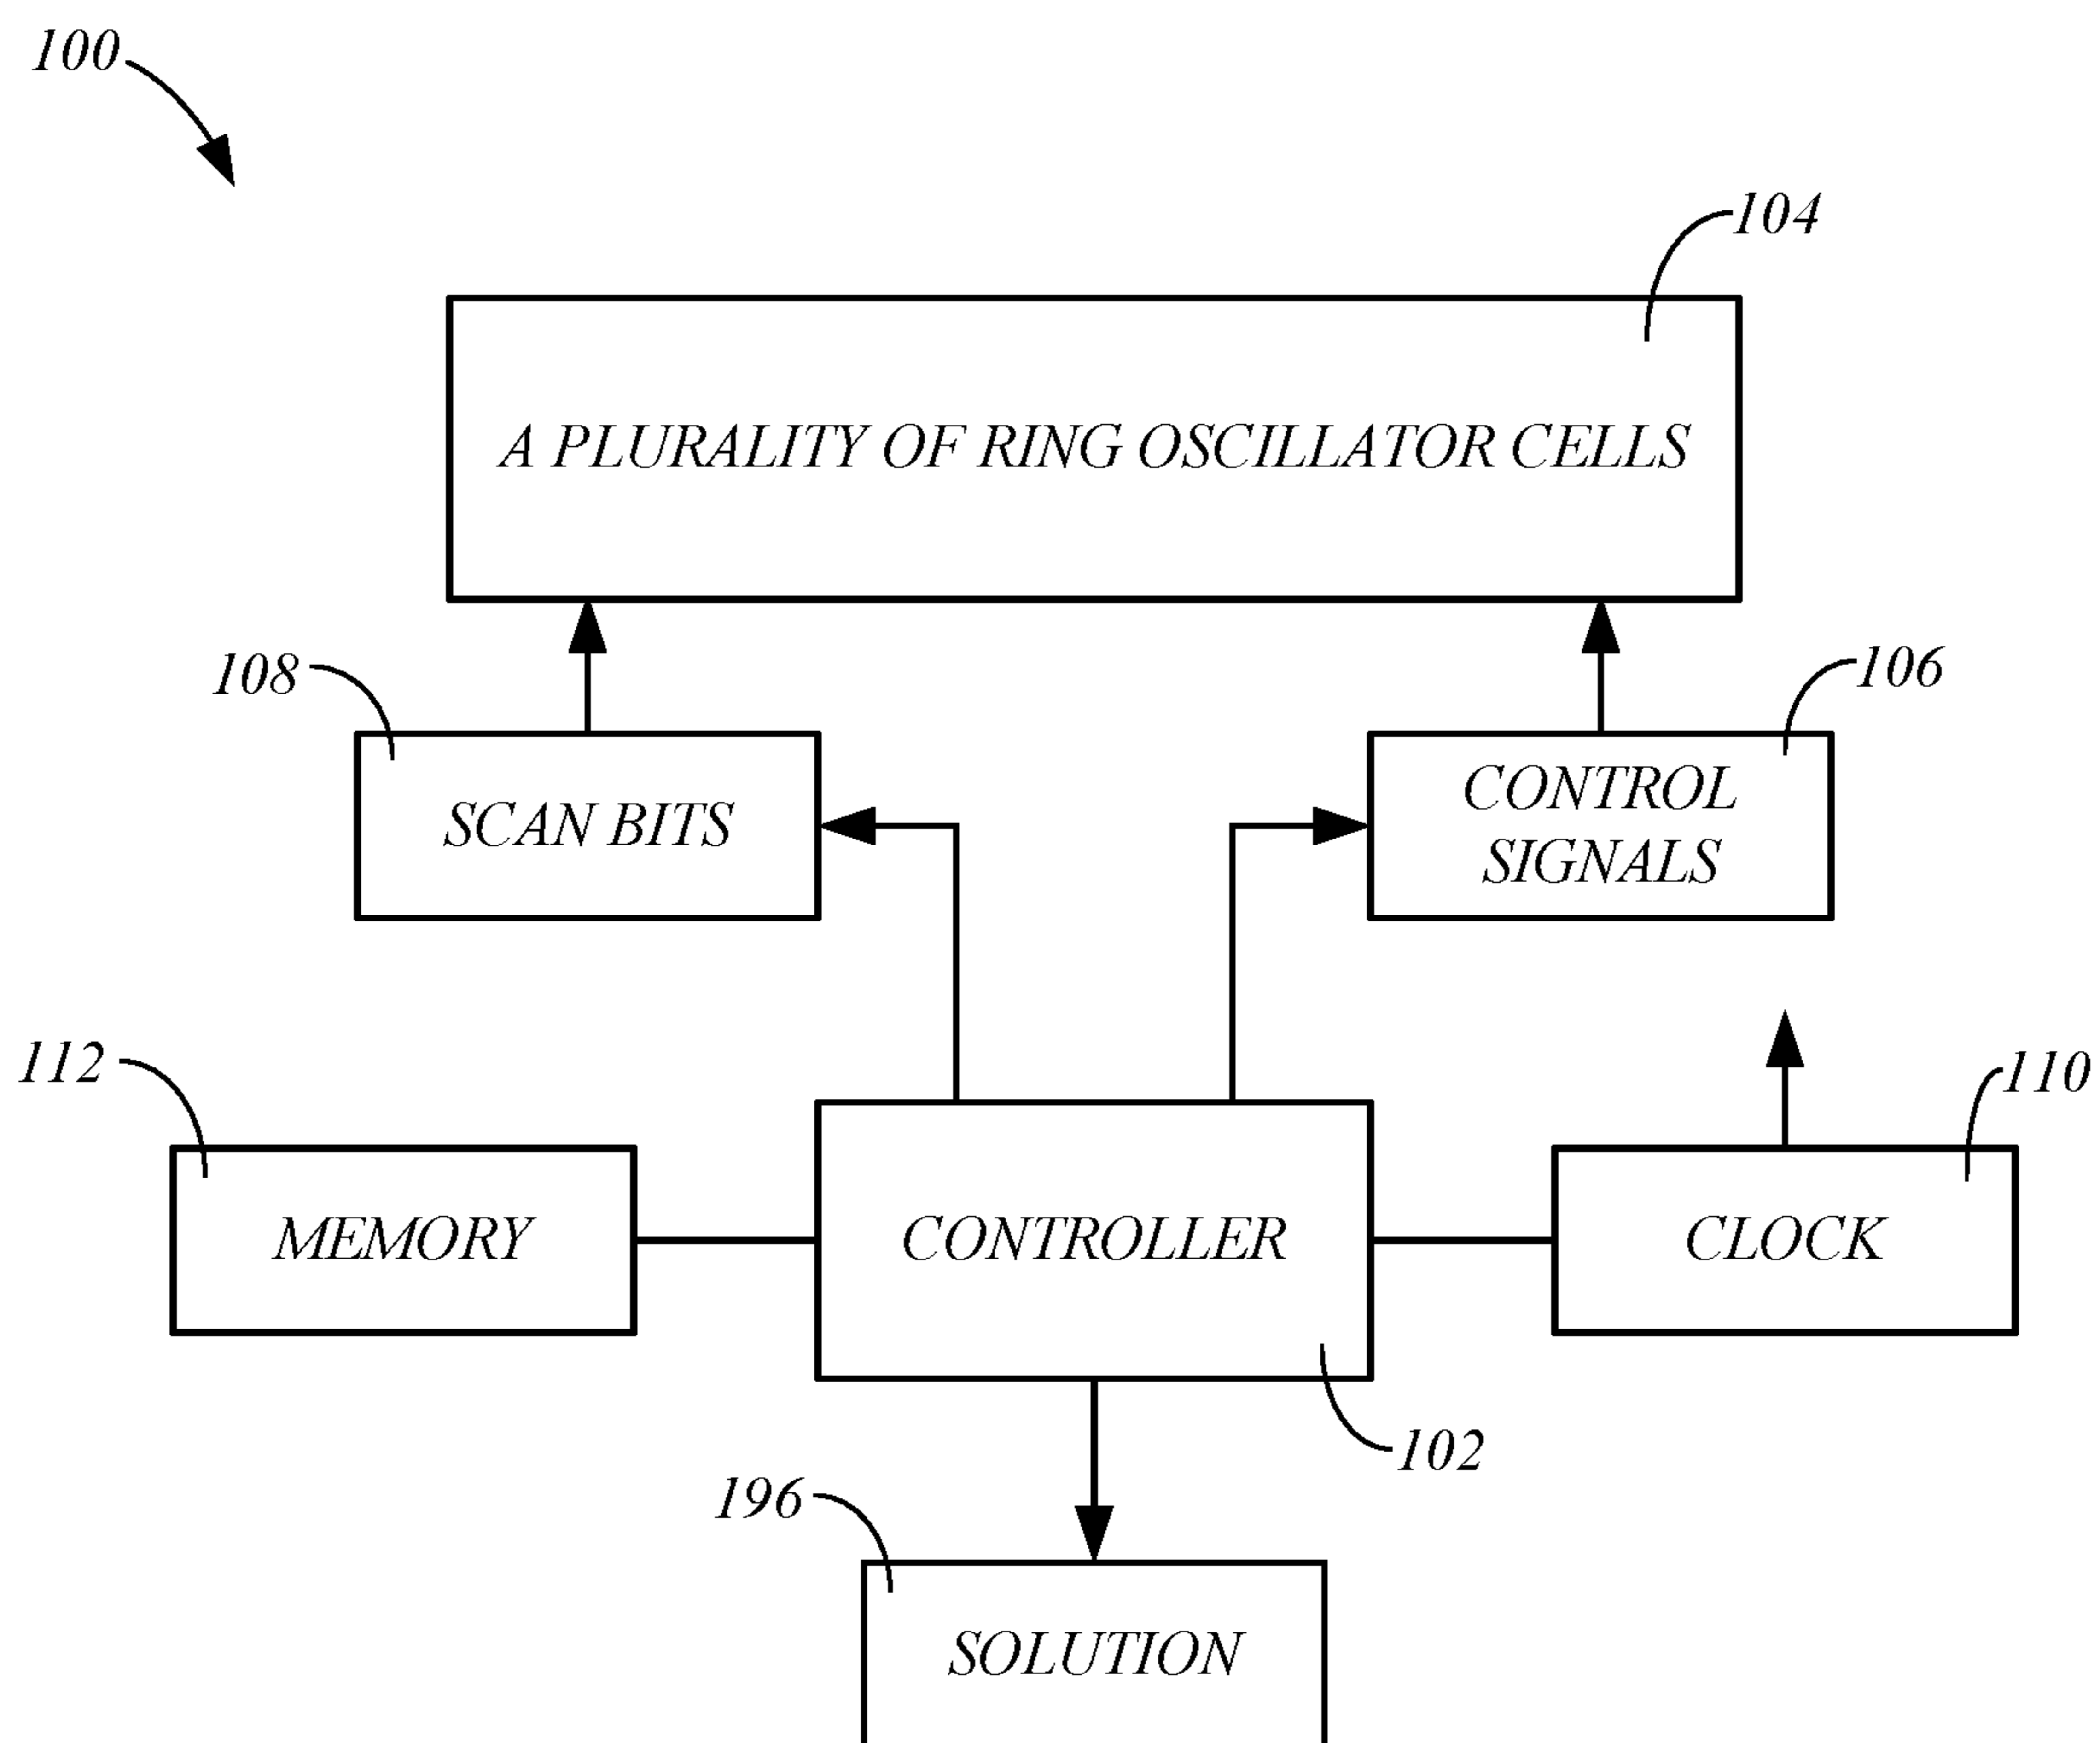 100
104
A PLURALITY OF RING OSCILLATOR CELLS
108
106
SCAN BITS
CONTROL
SIGNALS
112
110
MEMORY
CONTROLLER
CLOCK
102
196
SOLUTION